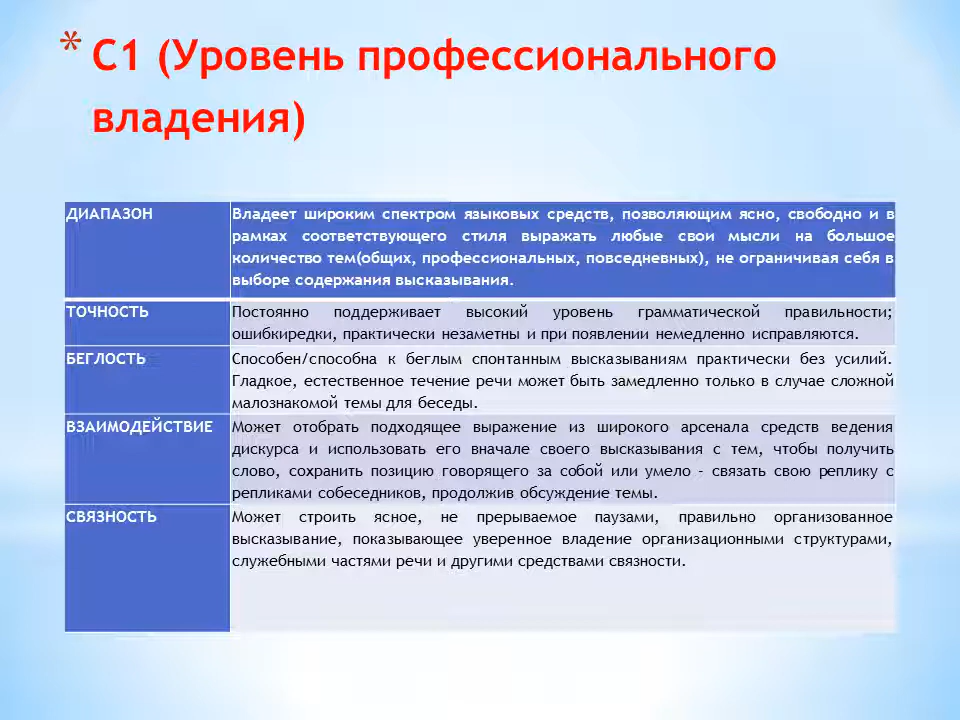 * С1 (Уровень профессионального
владения)
ДИАПАЗОН
Владеет широким спектром языковых средств, позволяющим ясно, свободно и в
рамках соответствующего стиля выражать любые свои мысли на большое
количество тем(общих, профессиональных, повседневных), не ограничивая себя в
выборе содержания высказывания.
ТОЧНОСТЬ
Постоянно поддерживает высокий уровень грамматической правильности;
ошибкиредки, практически незаметны и при появлении немедленно исправляются.
БЕГЛОСТЬ
Способен/способна к беглым спонтанным высказываниям практически без усилий.
Гладкое, естественное течение речи может быть замедленно только в случае сложной
малознакомой темы для беседы.
ВЗАИМОДЕЙСТВИЕ
Может отобрать подходящее выражение из широкого арсенала средств ведения
дискурса и использовать его вначале своего высказывания с тем, чтобы получить
слово, сохранить позицию говорящего за собой или умело - связать свою реплику с
репликами собеседников, продолжив обсуждение темы.
СВЯЗНОСТЬ
Может строить ясное, не прерываемое паузами, правильно организованное
высказывание, показывающее уверенное владение организационными структурами,
служебными частями речи и другими средствами связности.